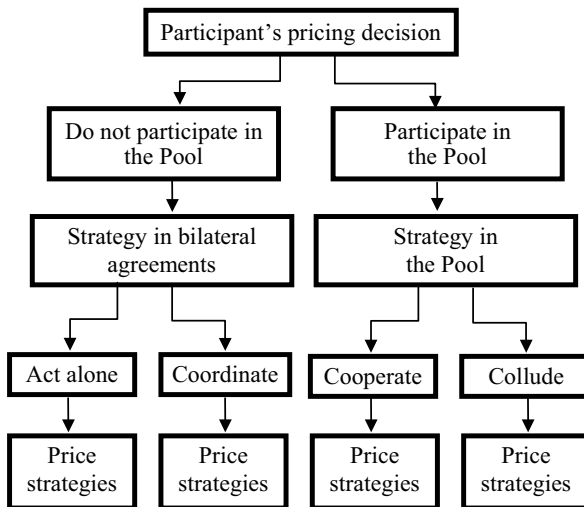 Participant’s pricing decision
Do not participate in
the Pool
Participate in
the Pool
Strategy in bilateral
agreements
Strategy in
the Pool
Act alone
Coordinate
Cooperate
Collude
Price
strategies
Price
strategies
Price
strategies
Price
strategies